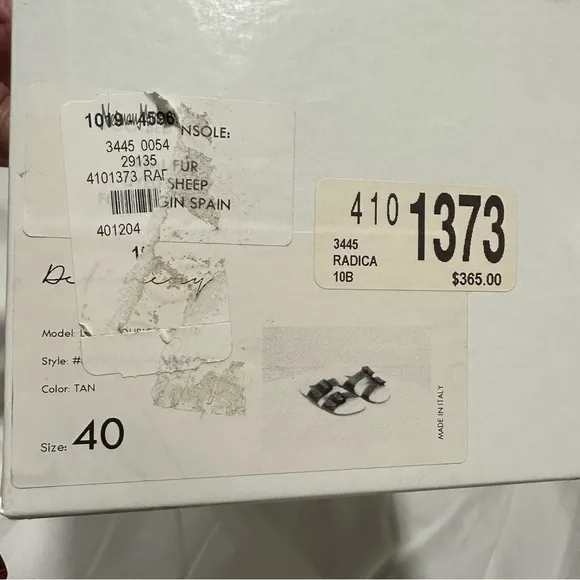 1019-4596
3445 0054
29135
4101373 RAD
401204
NSOLE:
FUR
SHEEP
GIN SPAIN
410 1373
3445
RADICA
10B
$365.00
Model:
Style: #
Color: TAN
Size: 40
MADE IN ITALY